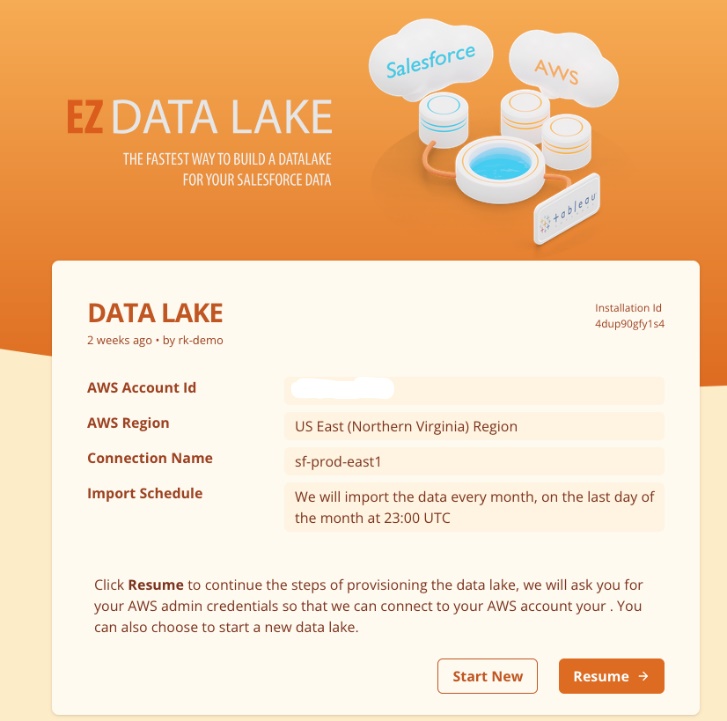 Salesforce
AWS
EZ DATA LAKE
THE FASTEST WAY TO BUILD A DATALAKE
FOR YOUR SALESFORCE DATA
tableau
DATA LAKE
2 weeks ago • by rk-demo
Installation Id
4dup90gfy1s4
AWS Account Id
AWS Region
US East (Northern Virginia) Region
Connection Name
sf-prod-east1
Import Schedule
We will import the data every month, on the last day of
the month at 23:00 UTC
Click Resume to continue the steps of provisioning the data lake, we will ask you for
your AWS admin credentials so that we can connect to your AWS account your . You
can also choose to start a new data lake.
Start New
Resume →